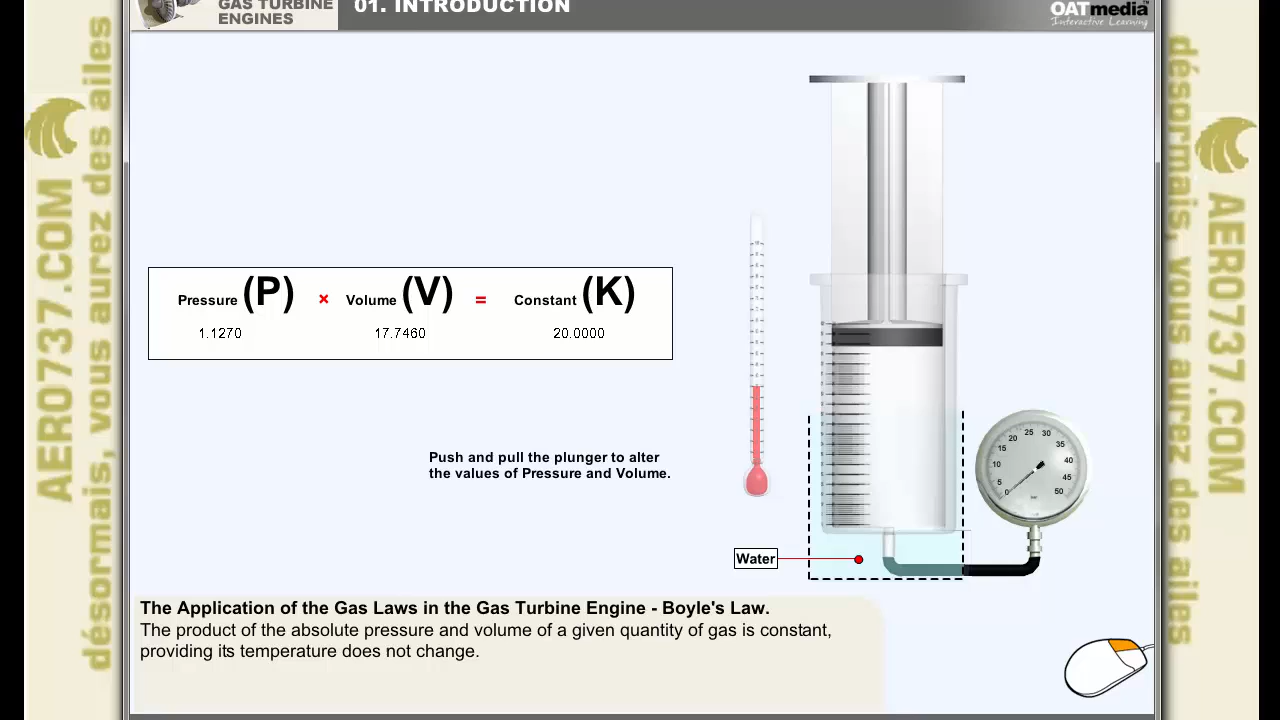 GAS TURBINE
ENGINES
01. INTRODUCTION
OATmedia™
Interactive Learning
AERO737.COM
désormais, vous aurez des ailes
désormais, vous aurez des ailes
AERO737.COM
Pressure (P) × Volume (V) = Constant (K)
1.1270 17.7460 20.0000
Push and pull the plunger to alter
the values of Pressure and Volume.
0 5 10 15 20 25 30 35 40 45 50
bar
Water
The Application of the Gas Laws in the Gas Turbine Engine - Boyle's Law.
The product of the absolute pressure and volume of a given quantity of gas is constant,
providing its temperature does not change.